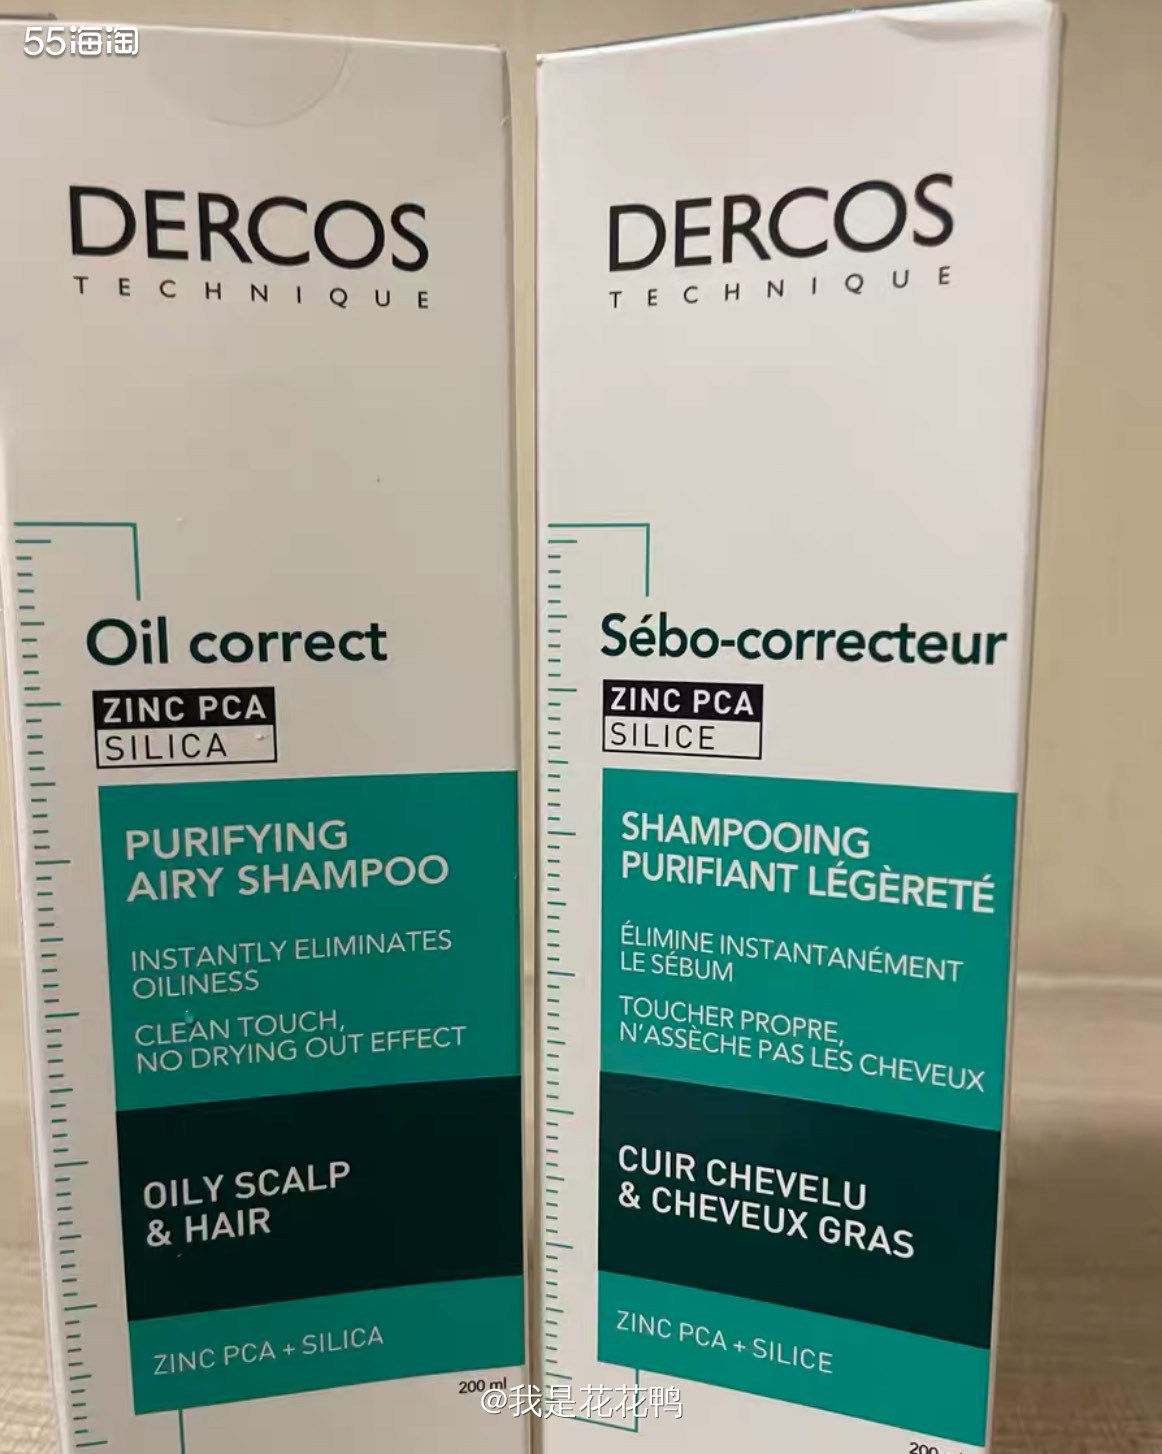 55海淘
DERCOS
TECHNIQUE
Oil correct
ZINC PCA
SILICA
PURIFYING
AIRY SHAMPOO
INSTANTLY ELIMINATES
OILINESS
CLEAN TOUCH,
NO DRYING OUT EFFECT
OILY SCALP
& HAIR
ZINC PCA + SILICA
200 ml
DERCOS
TECHNIQUE
Sébo-correcteur
ZINC PCA
SILICE
SHAMPOOING
PURIFIANT LÉGÈRETÉ
ÉLIMINE INSTANTANÉMENT
LE SÉBUM
TOUCHER PROPRE,
N'ASSÈCHE PAS LES CHEVEUX
CUIR CHEVELU
& CHEVEUX GRAS
ZINC PCA + SILICE
200
@我是花花鸭